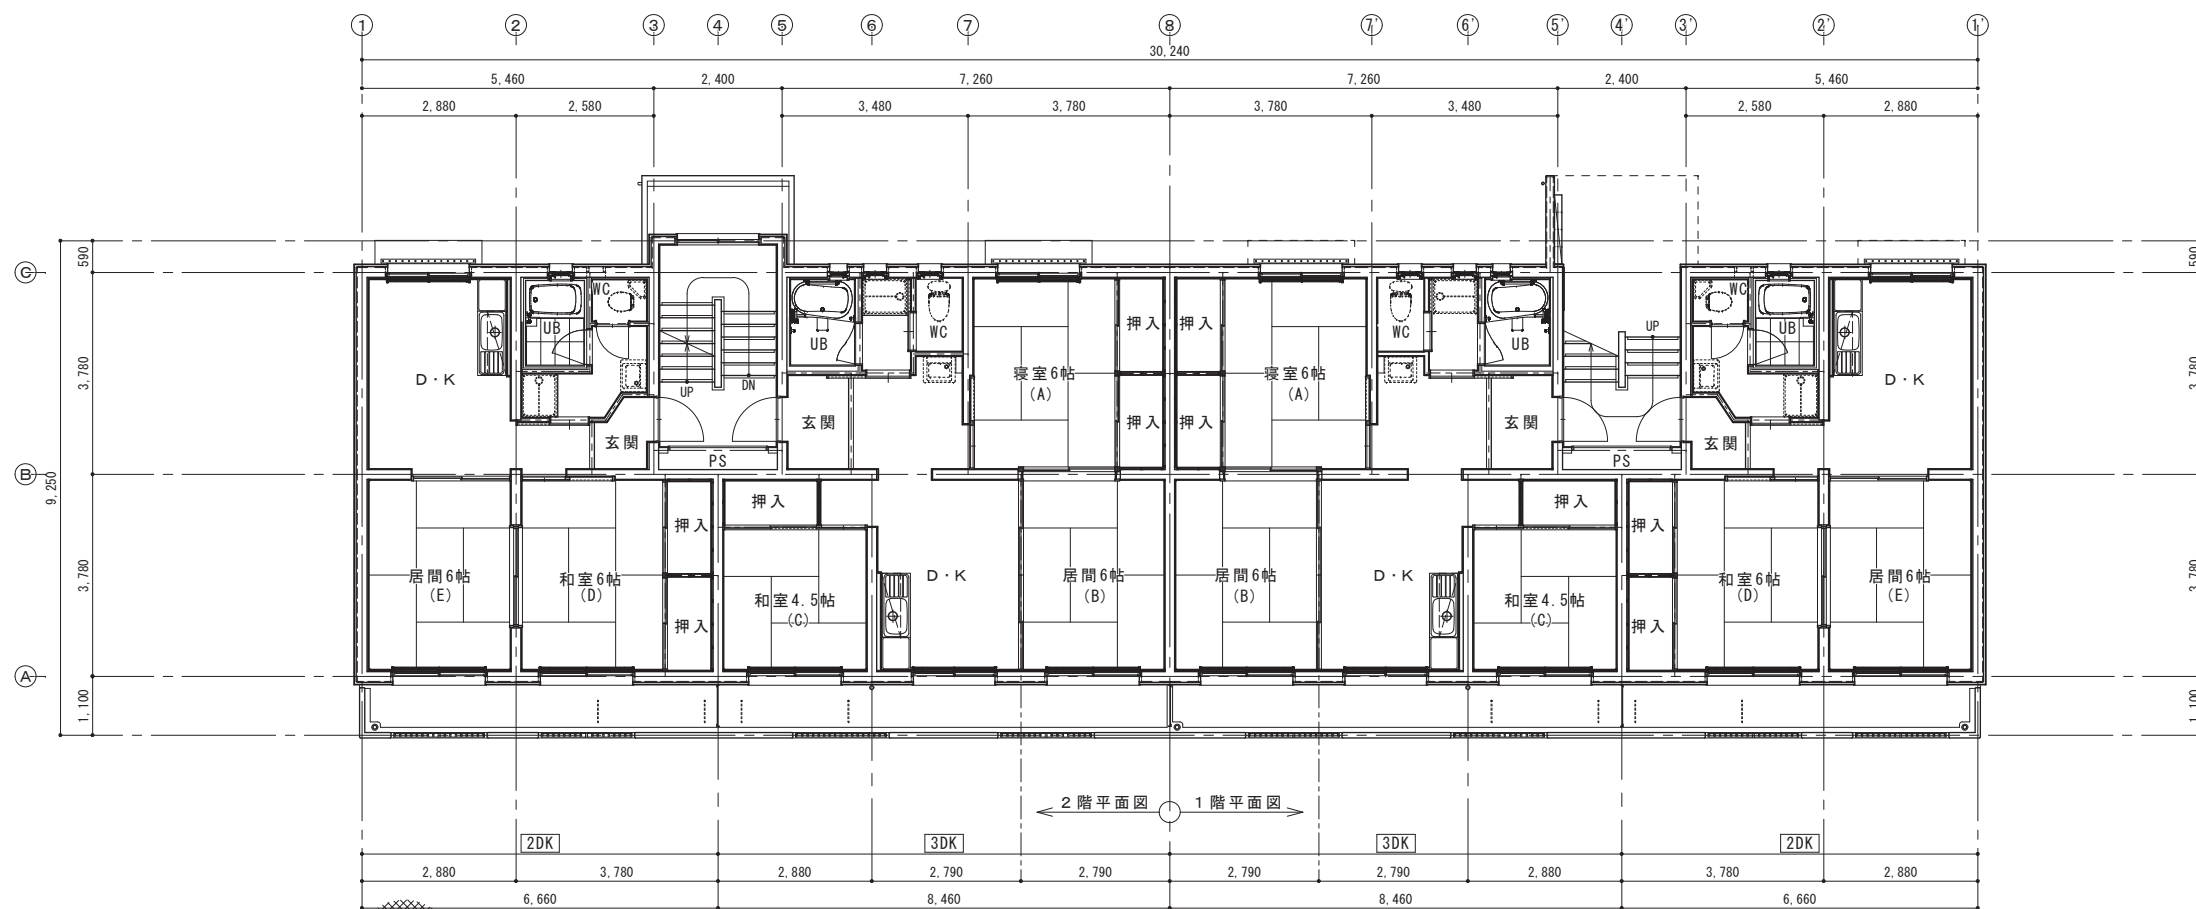 ① ② ③ ④ ⑤ ⑥ ⑦ ⑧ ⑦' ⑥' ⑤' ④' ③' ②' ①'
30,240
5,460 2,400 7,260 7,260 2,400 5,460
2,880 2,580 3,480 3,780 3,780 3,480 2,580 2,880
590 590
Ⓒ
WC WC
UB UB
押入 押入
WC WC
UB UB
UP
3,780 3,780
D・K D・K
寝室6帖 寝室6帖
(A) (A)
UP DN
押入 押入
玄関 玄関 玄関 玄関
PS PS
Ⓑ
9,250
押入 押入
押入 押入
3,780 3,780
居間6帖 和室6帖 D・K 居間6帖 居間6帖 D・K 和室6帖 居間6帖
(E) (D) (B) (B) (D) (E)
和室4.5帖 和室4.5帖
(C) (C)
押入 押入
Ⓐ
1,100 1,100
2階平面図 1階平面図
2DK 3DK 3DK 2DK
2,880 3,780 2,880 2,790 2,790 2,790 2,790 2,880 3,780 2,880
6,660 8,460 8,460 6,660